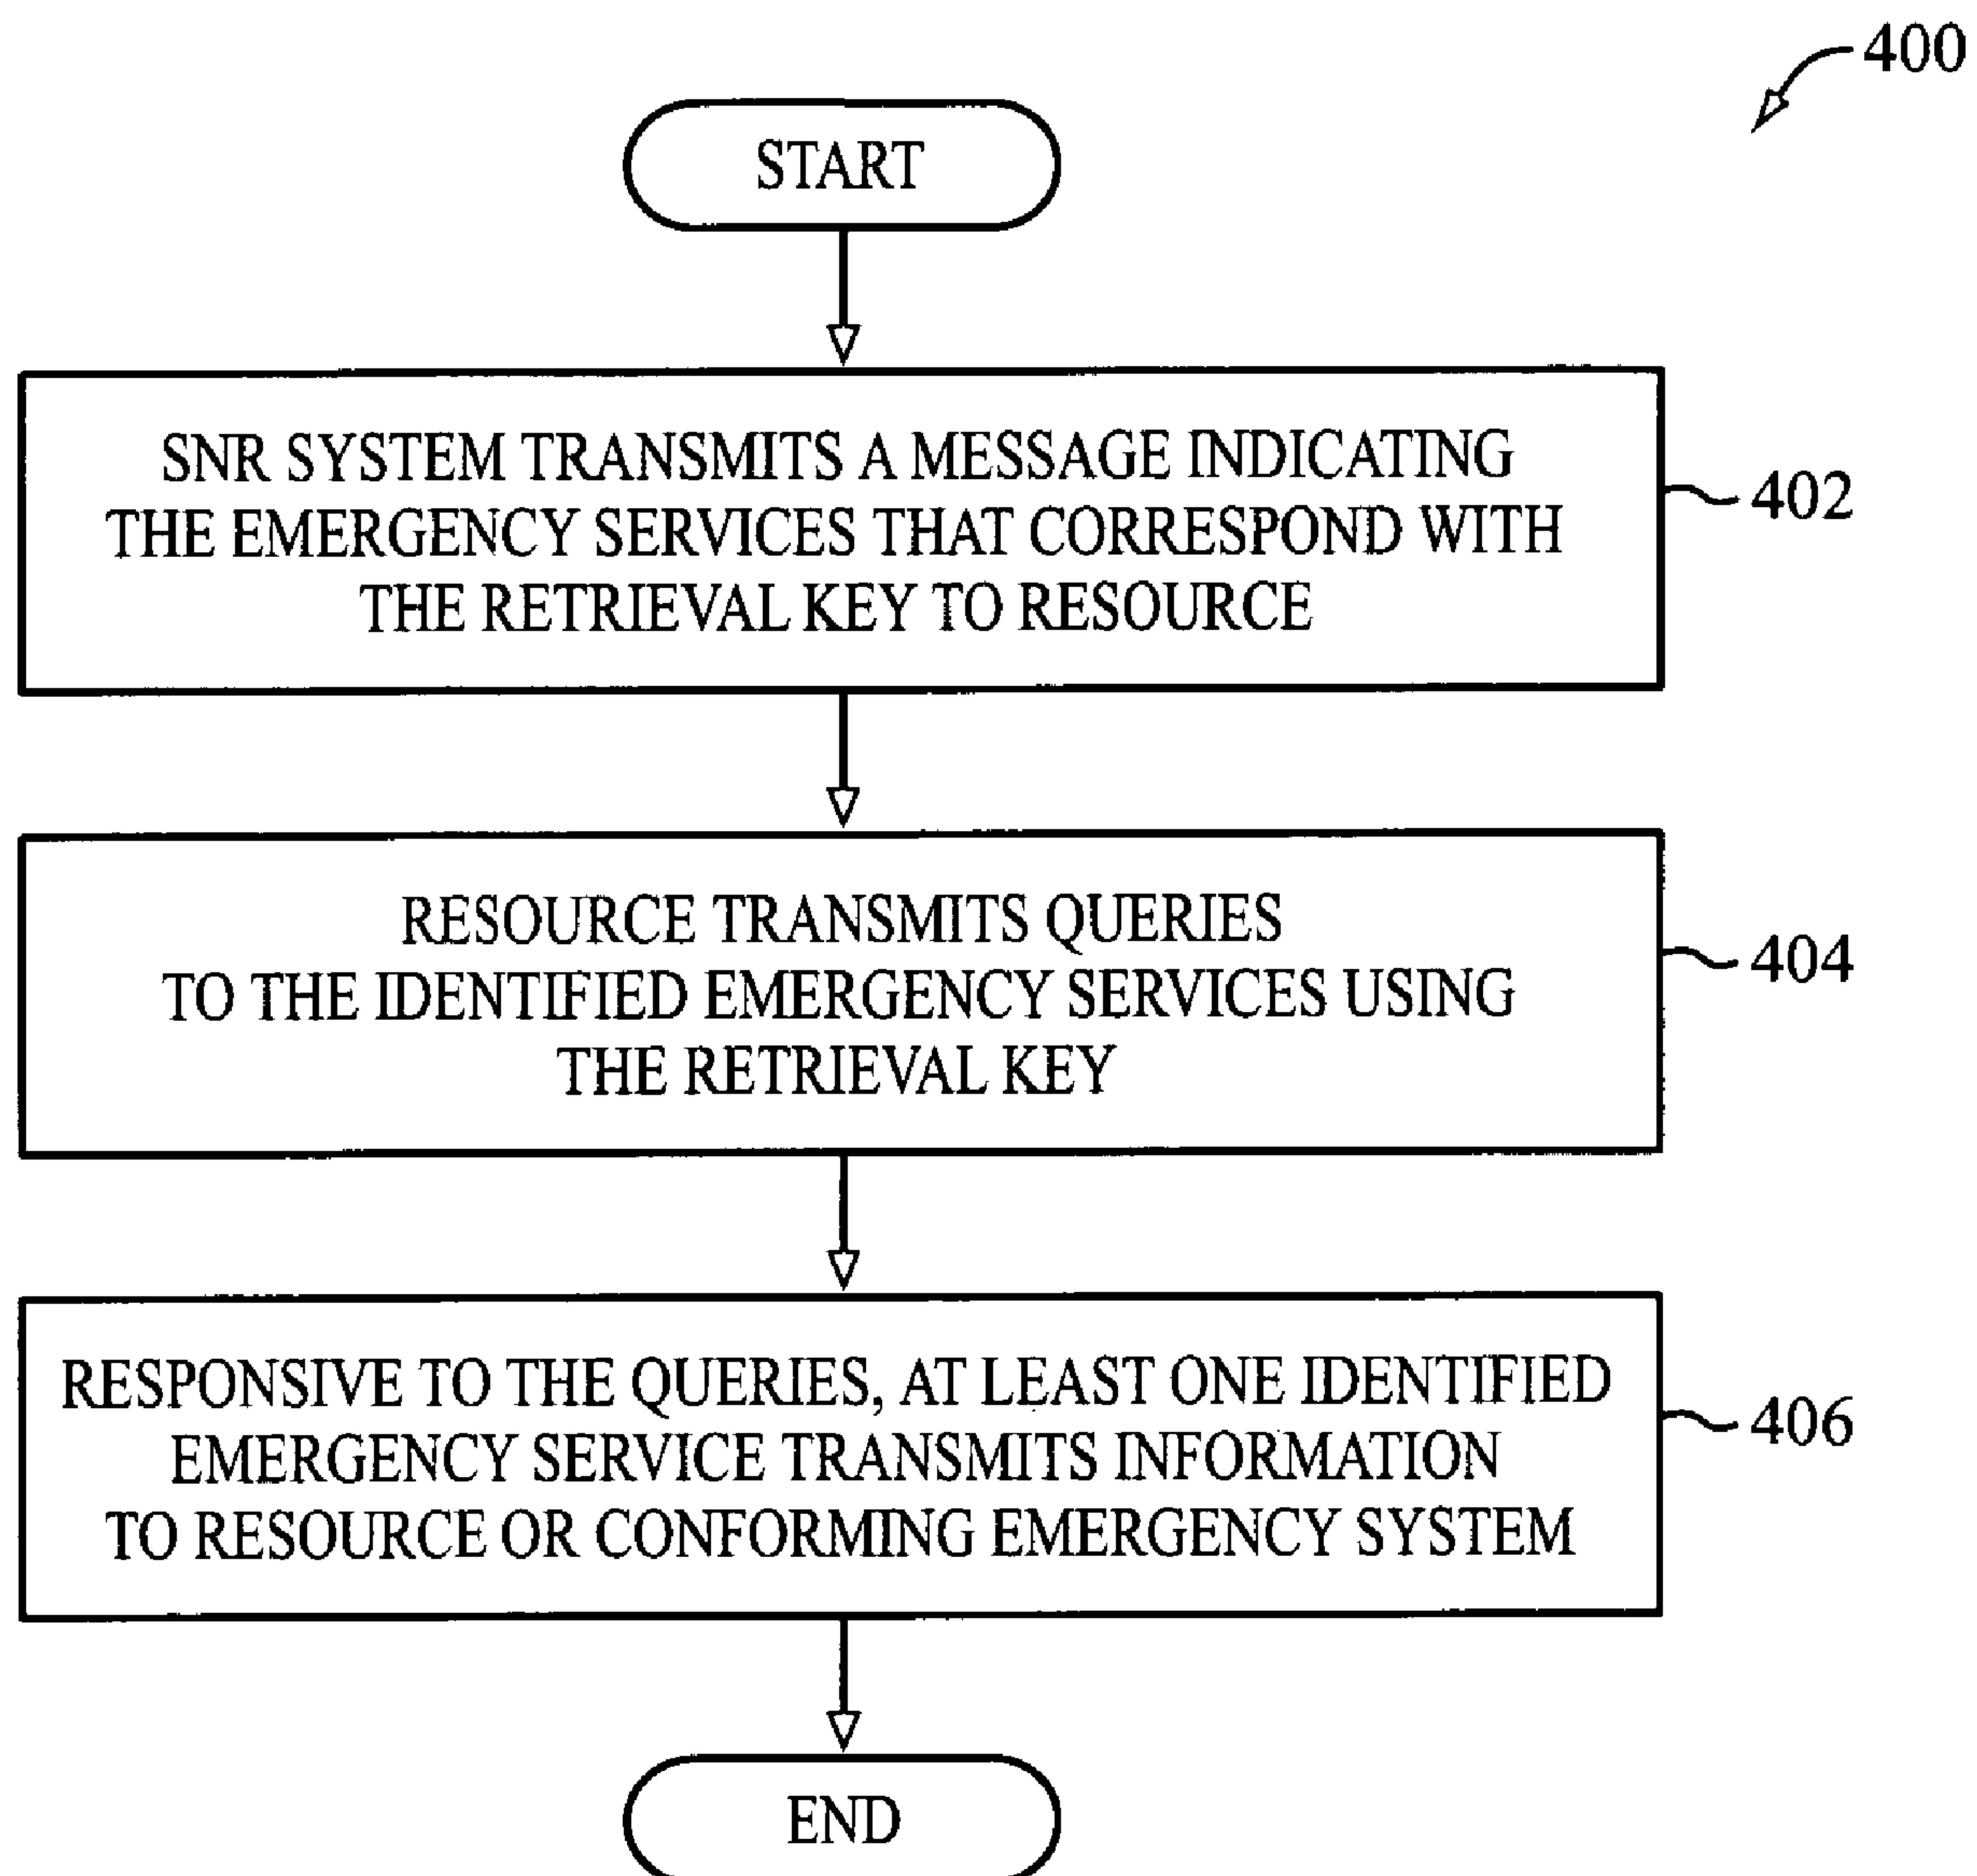 400
START
SNR SYSTEM TRANSMITS A MESSAGE INDICATING
THE EMERGENCY SERVICES THAT CORRESPOND WITH
THE RETRIEVAL KEY TO RESOURCE
402
RESOURCE TRANSMITS QUERIES
TO THE IDENTIFIED EMERGENCY SERVICES USING
THE RETRIEVAL KEY
404
RESPONSIVE TO THE QUERIES, AT LEAST ONE IDENTIFIED
EMERGENCY SERVICE TRANSMITS INFORMATION
TO RESOURCE OR CONFORMING EMERGENCY SYSTEM
406
END